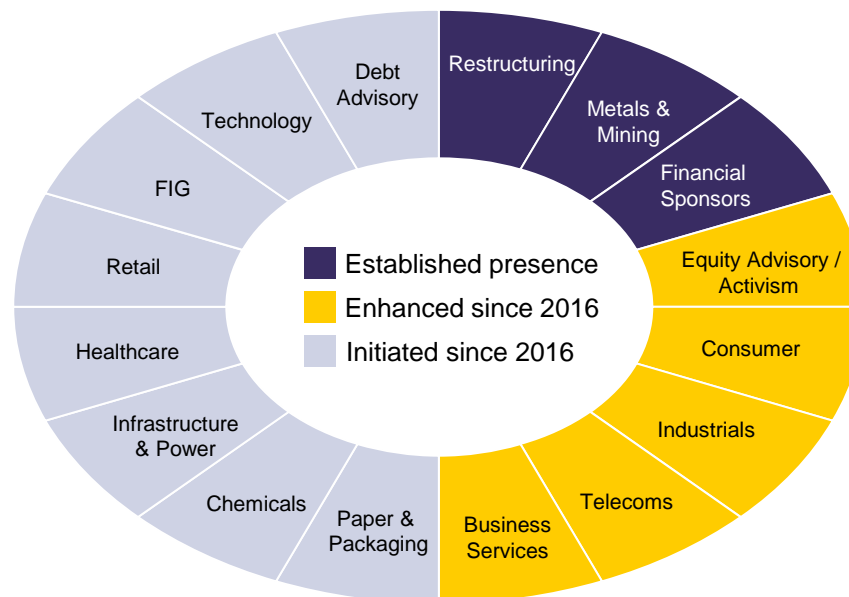 Debt
Advisory
Restructuring
Metals &
Mining
Financial
Sponsors
Equity Advisory /
Activism
Consumer
Industrials
Telecoms
Business
Services
Paper &
Packaging
Chemicals
Infrastructure
& Power
Healthcare
Retail
FIG
Technology
Established presence
Enhanced since 2016
Initiated since 2016